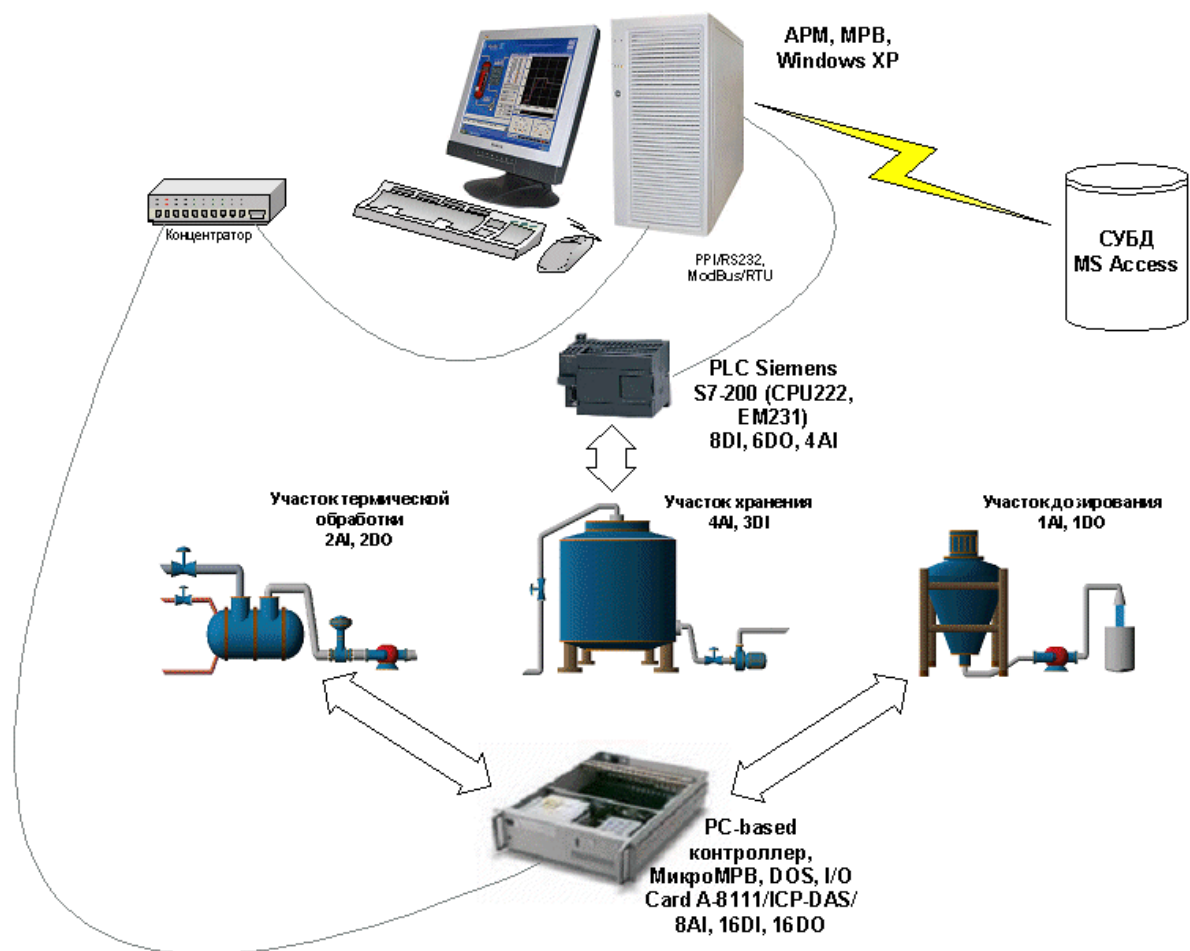 АРМ, МРВ,
Windows XP
Концентратор
PPI/RS232,
ModBus/RTU
СУБД
MS Access
PLC Siemens
S7-200 (CPU222,
EM231)
8DI, 6DO, 4AI
Участок термической
обработки
2AI, 2DO
Участок хранения
4AI, 3DI
Участок дозирования
1AI, 1DO
PC-based
контроллер,
МикроМРВ, DOS, I/O
Card A-8111/ICP-DAS/
8AI, 16DI, 16DO